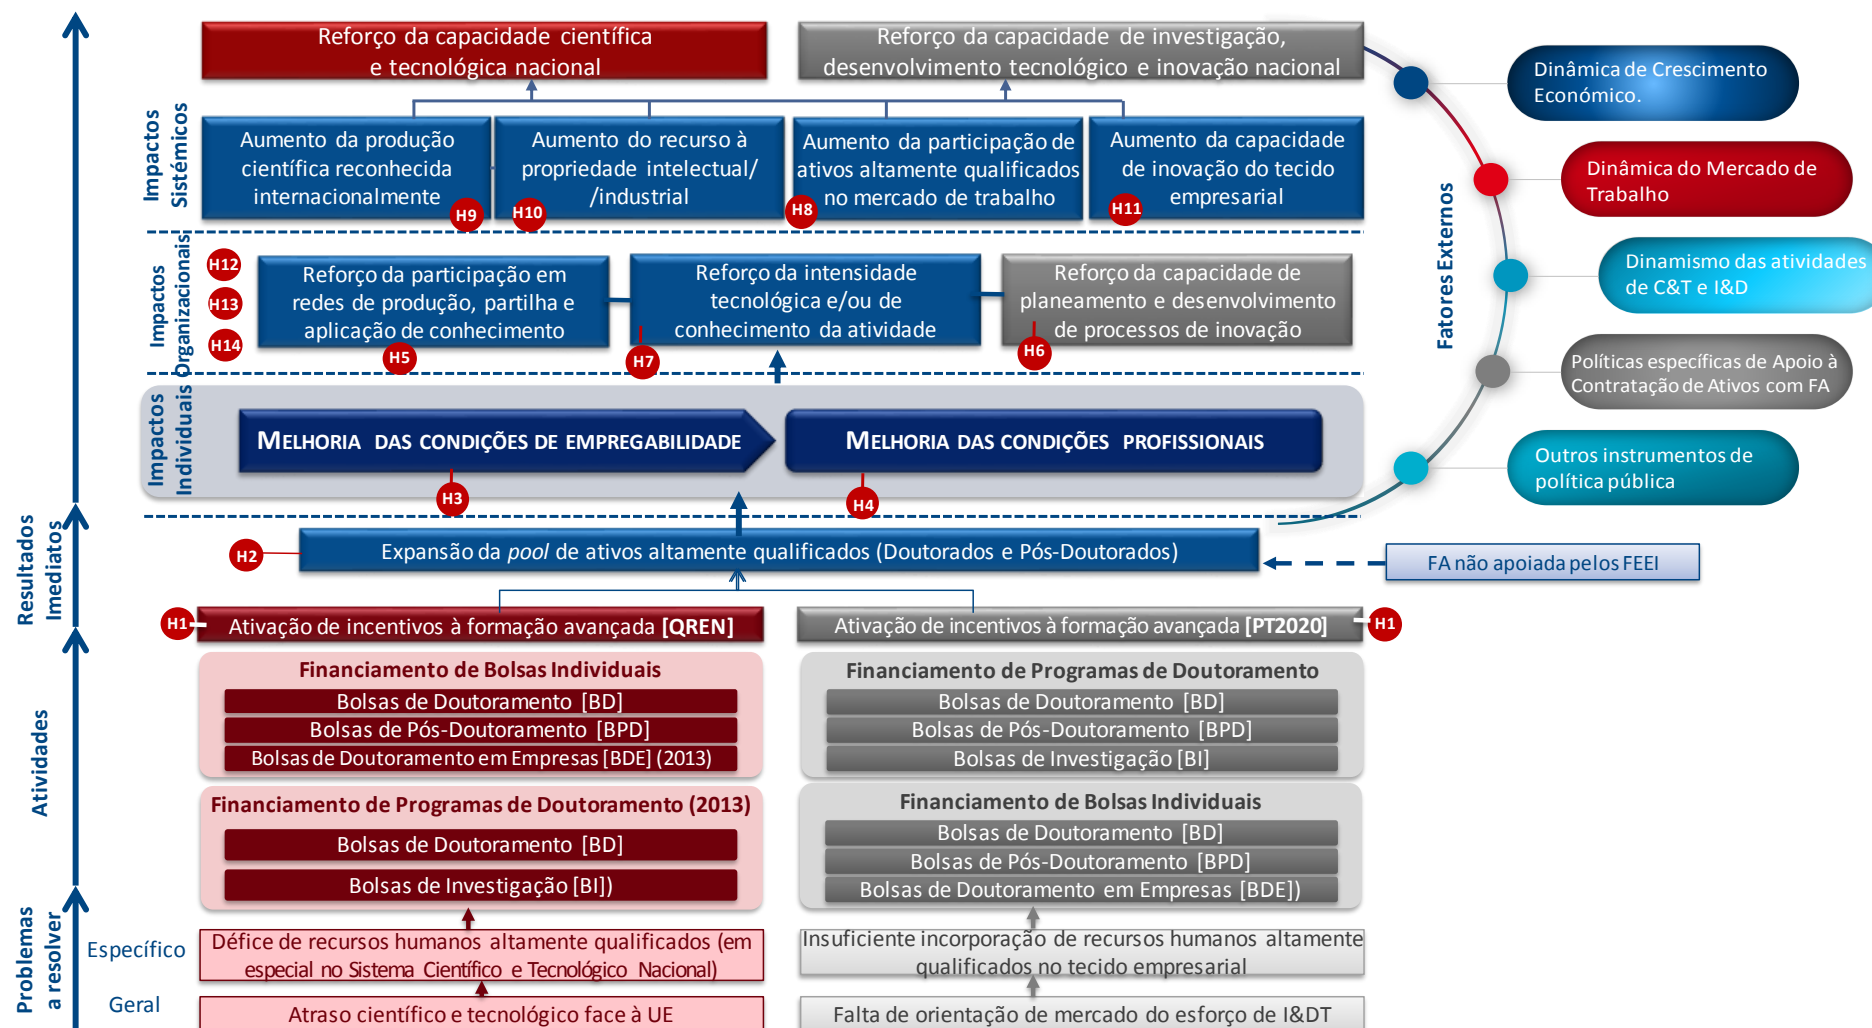 Reforço da capacidade científica
e tecnológica nacional
Reforço da capacidade de investigação,
desenvolvimento tecnológico e inovação nacional
Impactos
Sistémicos
Aumento da produção
científica reconhecida
internacionalmente
H9
Aumento do recurso à
propriedade intelectual/
/industrial
H10
Aumento da participação de
ativos altamente qualificados
no mercado de trabalho
H8
Aumento da capacidade
de inovação do tecido
empresarial
H11
Impactos
Organizacionais
H12
H13
H14
Reforço da participação em
redes de produção, partilha e
aplicação de conhecimento
H5
Reforço da intensidade
tecnológica e/ou de
conhecimento da atividade
H7
Reforço da capacidade de
planeamento e desenvolvimento
de processos de inovação
H6
Impactos
Individuais
MELHORIA DAS CONDIÇÕES DE EMPREGABILIDADE
H3
MELHORIA DAS CONDIÇÕES PROFISSIONAIS
H4
Fatores Externos
Dinâmica de Crescimento
Económico.
Dinâmica do Mercado de
Trabalho
Dinamismo das atividades
de C&T e I&D
Políticas específicas de Apoio à
Contratação de Ativos com FA
Outros instrumentos de
política pública
Resultados
Imediatos
H2
Expansão da pool de ativos altamente qualificados (Doutorados e Pós-Doutorados)
FA não apoiada pelos FEEI
H1
Ativação de incentivos à formação avançada [QREN]
Ativação de incentivos à formação avançada [PT2020]
H1
Atividades
Financiamento de Bolsas Individuais
Bolsas de Doutoramento [BD]
Bolsas de Pós-Doutoramento [BPD]
Bolsas de Doutoramento em Empresas [BDE] (2013)
Financiamento de Programas de Doutoramento (2013)
Bolsas de Doutoramento [BD]
Bolsas de Investigação [BI])
Financiamento de Programas de Doutoramento
Bolsas de Doutoramento [BD]
Bolsas de Pós-Doutoramento [BPD]
Bolsas de Investigação [BI]
Financiamento de Bolsas Individuais
Bolsas de Doutoramento [BD]
Bolsas de Pós-Doutoramento [BPD]
Bolsas de Doutoramento em Empresas [BDE])
Problemas
a resolver
Específico
Défice de recursos humanos altamente qualificados (em
especial no Sistema Científico e Tecnológico Nacional)
Insuficiente incorporação de recursos humanos altamente
qualificados no tecido empresarial
Geral
Atraso científico e tecnológico face à UE
Falta de orientação de mercado do esforço de I&DT